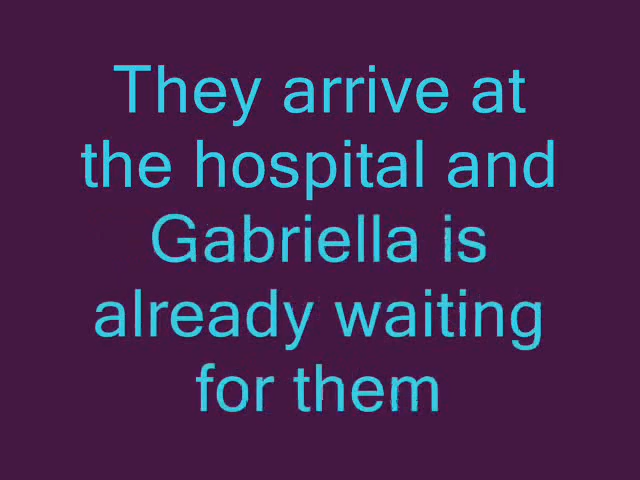 They arrive at
the hospital and
Gabriella is
already waiting
for them